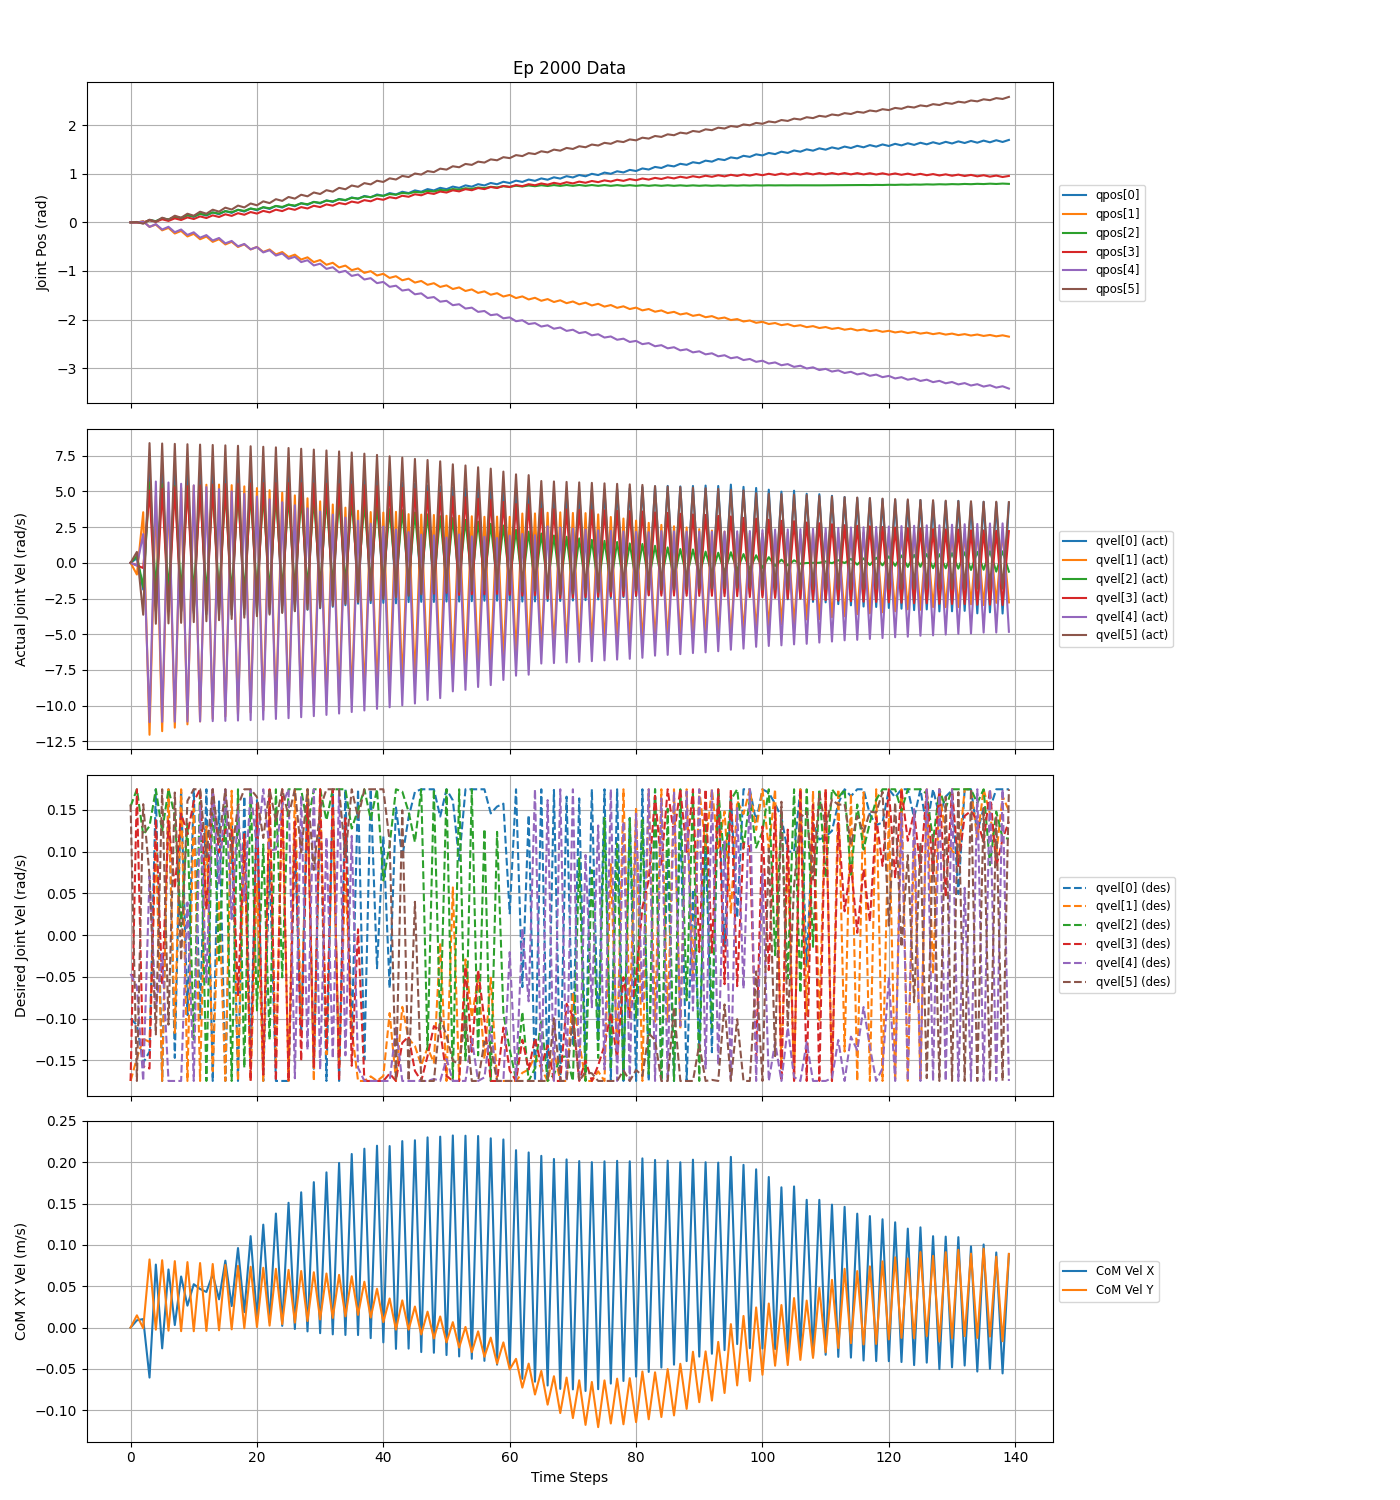 Ep 2000 Data
Joint Pos (rad)
2
1
0
−1
−2
−3
qpos[0]
qpos[1]
qpos[2]
qpos[3]
qpos[4]
qpos[5]
Actual Joint Vel (rad/s)
7.5
5.0
2.5
0.0
−2.5
−5.0
−7.5
−10.0
−12.5
qvel[0] (act)
qvel[1] (act)
qvel[2] (act)
qvel[3] (act)
qvel[4] (act)
qvel[5] (act)
Desired Joint Vel (rad/s)
0.15
0.10
0.05
0.00
−0.05
−0.10
−0.15
qvel[0] (des)
qvel[1] (des)
qvel[2] (des)
qvel[3] (des)
qvel[4] (des)
qvel[5] (des)
CoM XY Vel (m/s)
0.25
0.20
0.15
0.10
0.05
0.00
−0.05
−0.10
CoM Vel X
CoM Vel Y
0 20 40 60 80 100 120 140
Time Steps